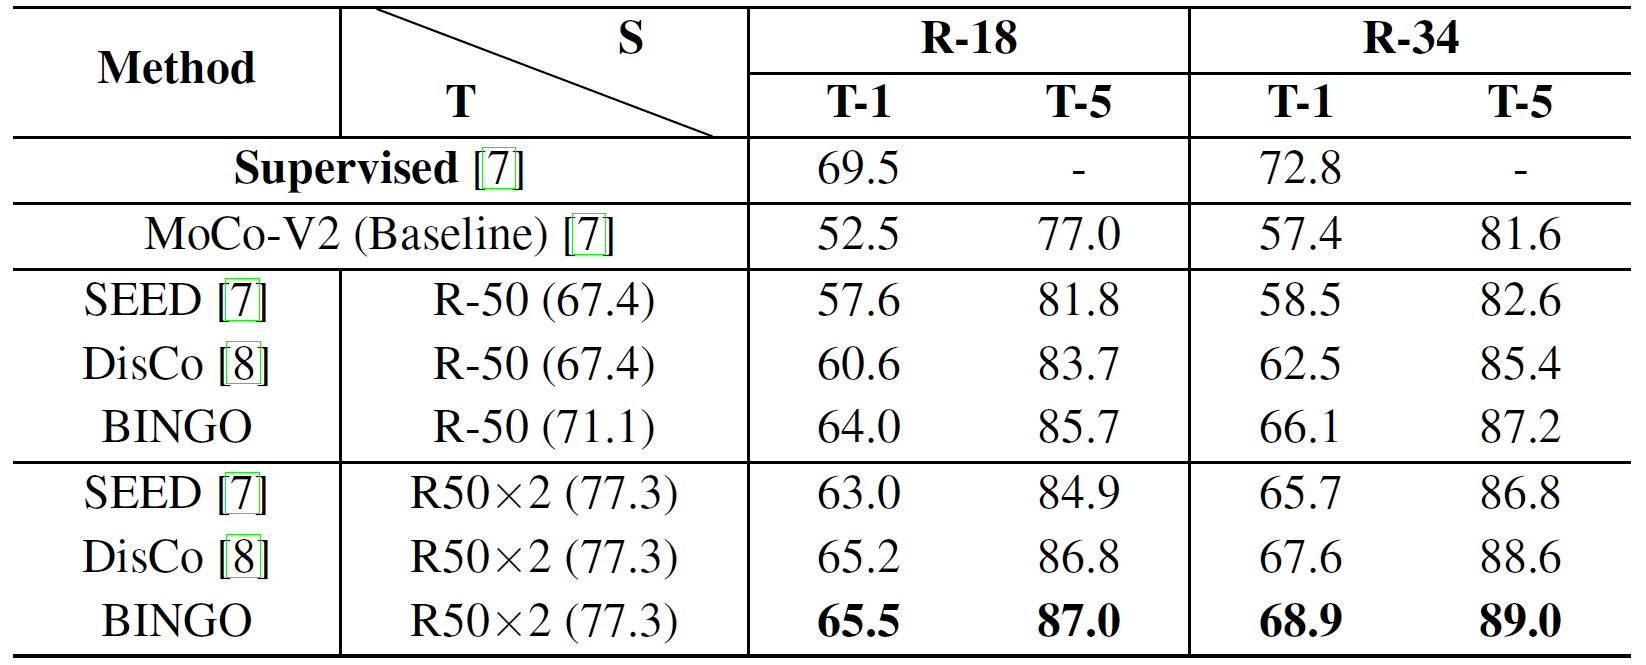 Method S T R-18 R-34
T-1 T-5 T-1 T-5
Supervised [7] 69.5 - 72.8 -
MoCo-V2 (Baseline) [7] 52.5 77.0 57.4 81.6
SEED [7] R-50 (67.4) 57.6 81.8 58.5 82.6
DisCo [8] R-50 (67.4) 60.6 83.7 62.5 85.4
BINGO R-50 (71.1) 64.0 85.7 66.1 87.2
SEED [7] R50×2 (77.3) 63.0 84.9 65.7 86.8
DisCo [8] R50×2 (77.3) 65.2 86.8 67.6 88.6
BINGO R50×2 (77.3) 65.5 87.0 68.9 89.0